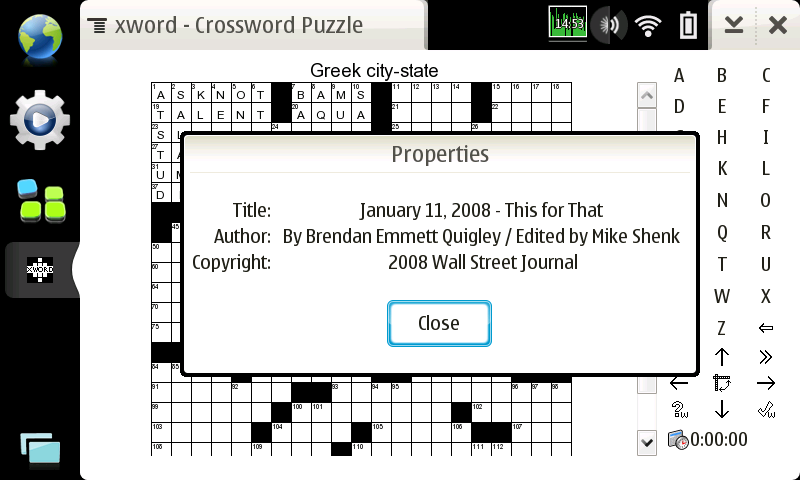 xword - Crossword Puzzle
14:53
Greek city-state
A S K N O T B A M S
T A L E N T A Q U A
A B C
D E F
H I
K L
N O
Q R
T U
W X
Z
XWORD
Properties
Title: January 11, 2008 - This for That
Author: By Brendan Emmett Quigley / Edited by Mike Shenk
Copyright: 2008 Wall Street Journal
Close
0:00:00